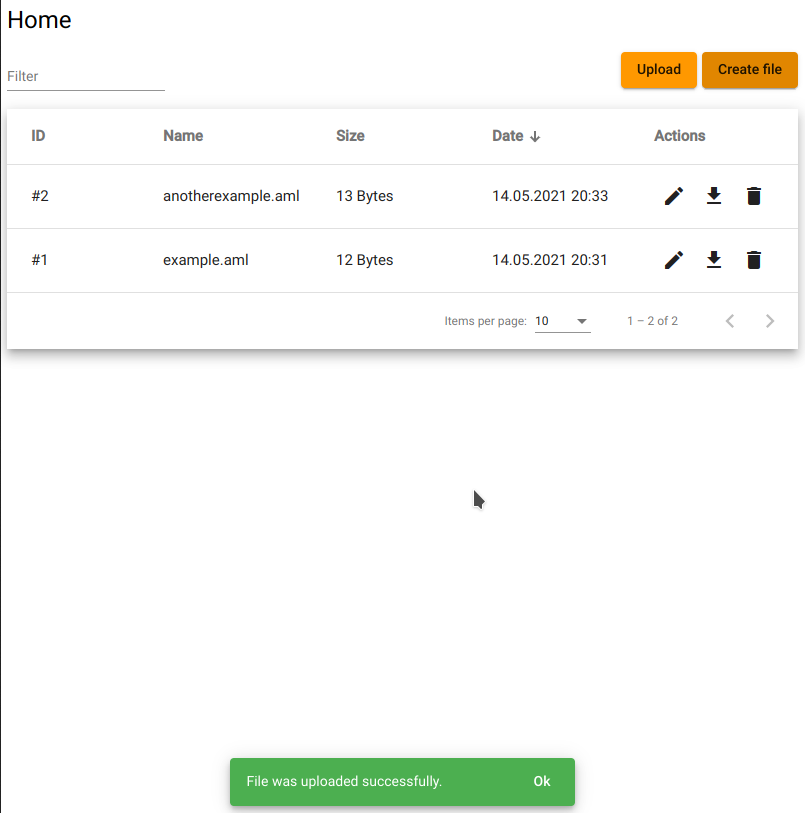 Home
Filter
Upload Create file
ID Name Size Date Actions
#2 anotherexample.aml 13 Bytes 14.05.2021 20:33
#1 example.aml 12 Bytes 14.05.2021 20:31
Items per page: 10 1 – 2 of 2
File was uploaded successfully. Ok